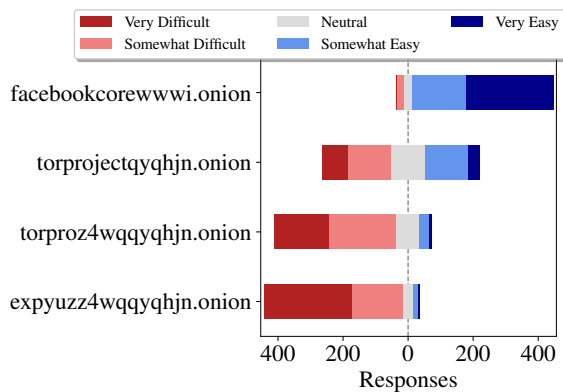 Very Difficult
Somewhat Difficult
Neutral
Somewhat Easy
Very Easy
facebookcorewwwi.onion
torprojectqyqhjn.onion
torproz4wqqyqhjn.onion
expyuzz4wqqyqhjn.onion
400 200 0 200 400
Responses